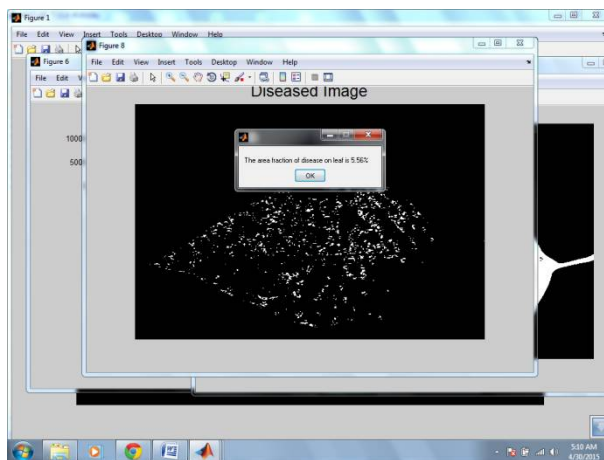 Figure 1
File Edit View Insert Tools Desktop Window Help
Figure 8
File Edit View Insert Tools Desktop Window Help
Figure 6
File Edit
Diseased Image
1000
500
The area fraction of disease on leaf is 5.56%
OK
5:10 AM
4/30/2015